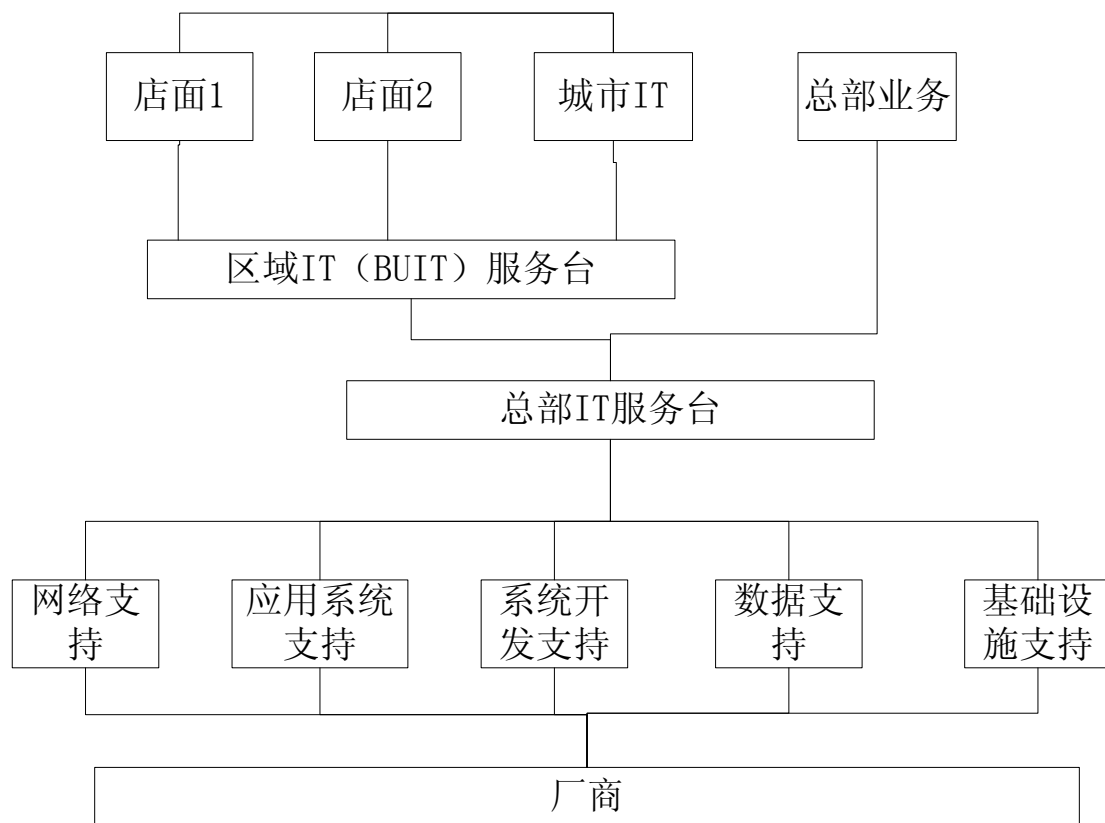 店面1
店面2
城市IT
总部业务
区域IT（BUIT）服务台
总部IT服务台
网络支
持
应用系统
支持
系统开
发支持
数据支
持
基础设
施支持
厂商